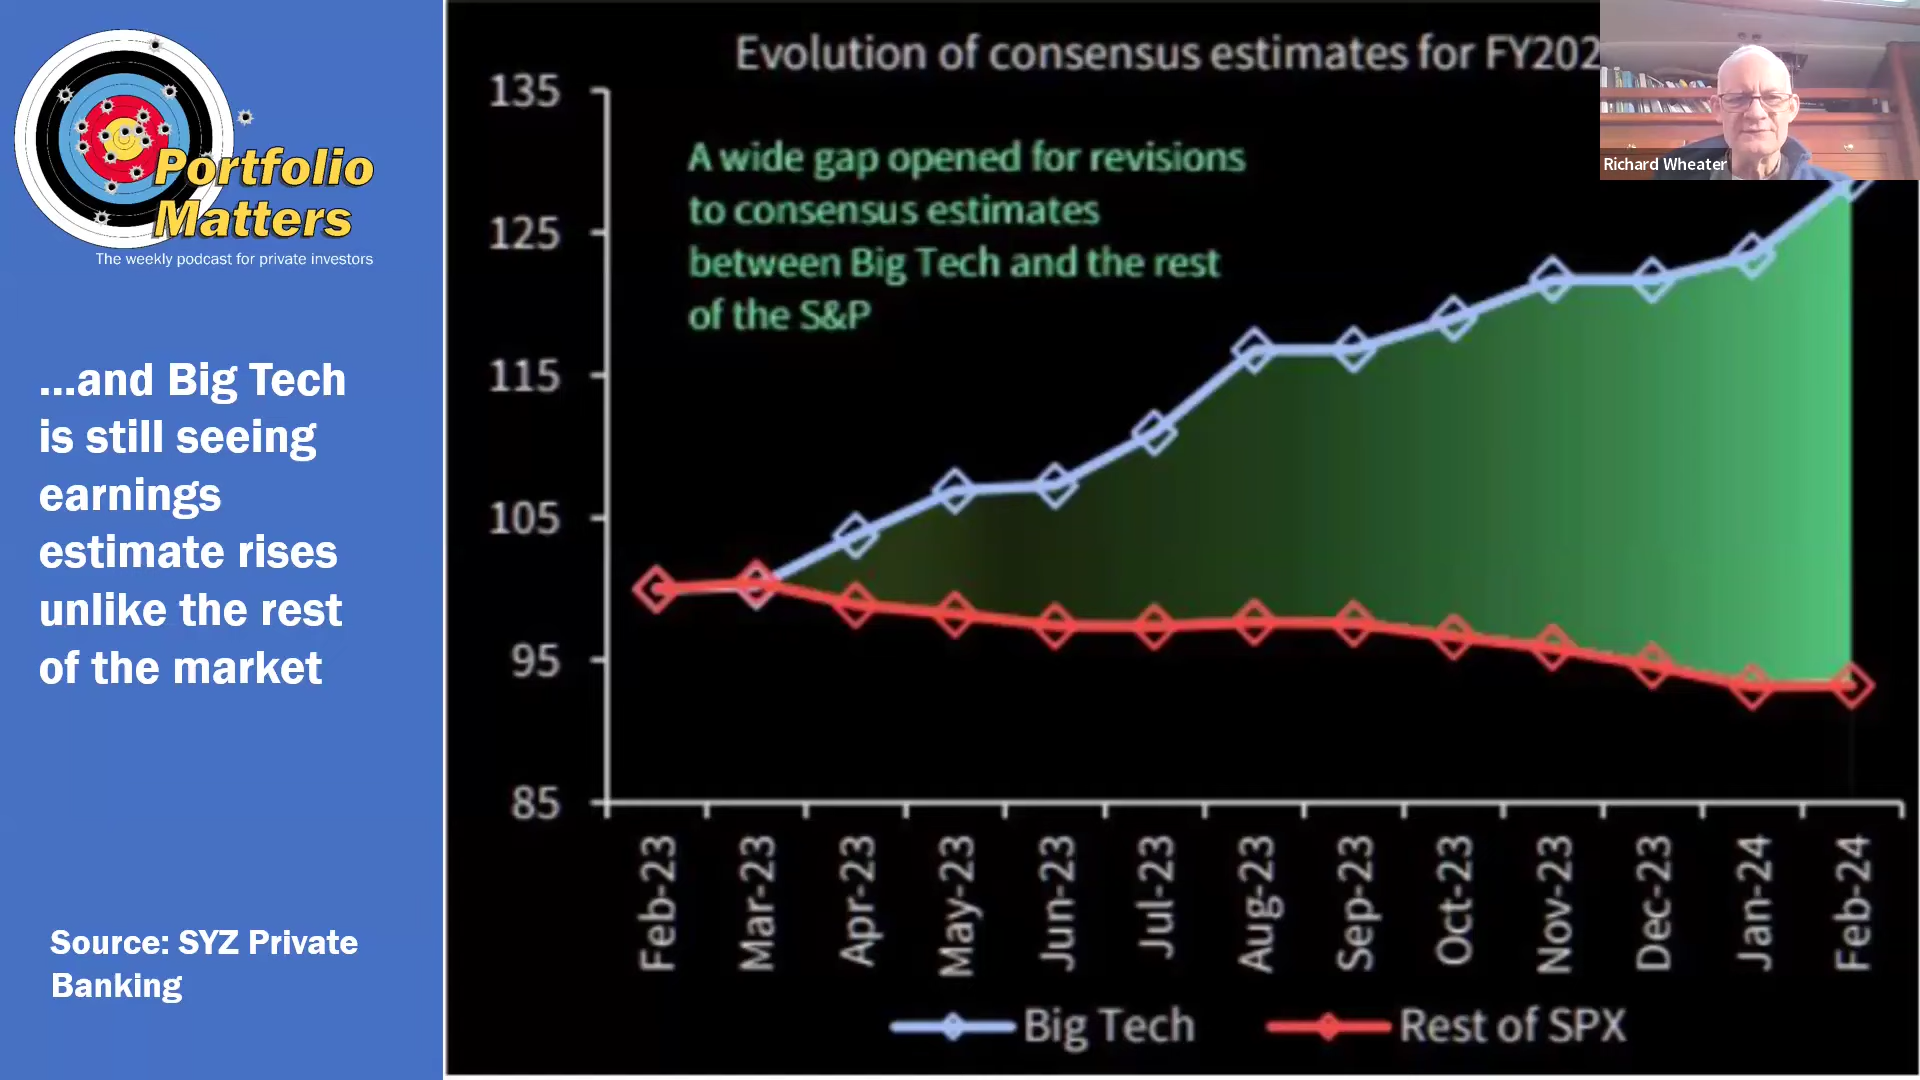 Portfolio
Matters
The weekly podcast for private investors
...and Big Tech
is still seeing
earnings
estimate rises
unlike the rest
of the market
Source: SYZ Private
Banking
Evolution of consensus estimates for FY202
A wide gap opened for revisions
to consensus estimates
between Big Tech and the rest
of the S&P
135
125
115
105
95
85
Feb-23
Mar-23
Apr-23
May-23
Jun-23
Jul-23
Aug-23
Sep-23
Oct-23
Nov-23
Dec-23
Jan-24
Feb-24
Big Tech
Rest of SPX
Richard Wheater